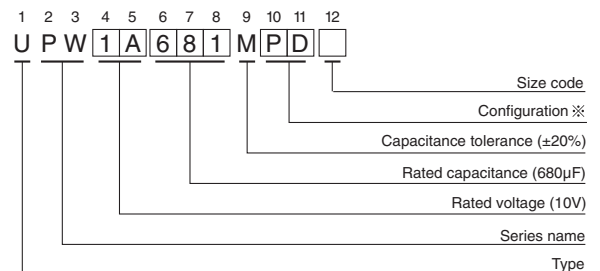 1 2 3 4 5 6 7 8 9 10 11 12
U P W 1 A 6 8 1 M P D
Size code
Configuration ※
Capacitance tolerance (±20%)
Rated capacitance (680µF)
Rated voltage (10V)
Series name
Type